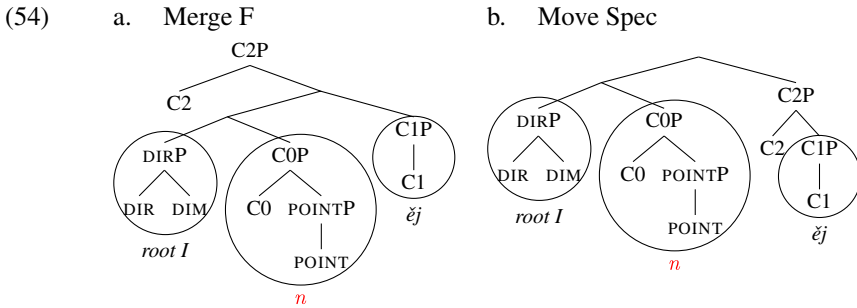 (54) a. Merge F b. Move Spec
C2P
C2
C2P
DIRP C0P C1P
DIRP C0P C2 C1P
DIR DIM C0 POINTP C1
DIR DIM C0 POINTP C1
root I POINT ěj
root I POINT ěj
n
n